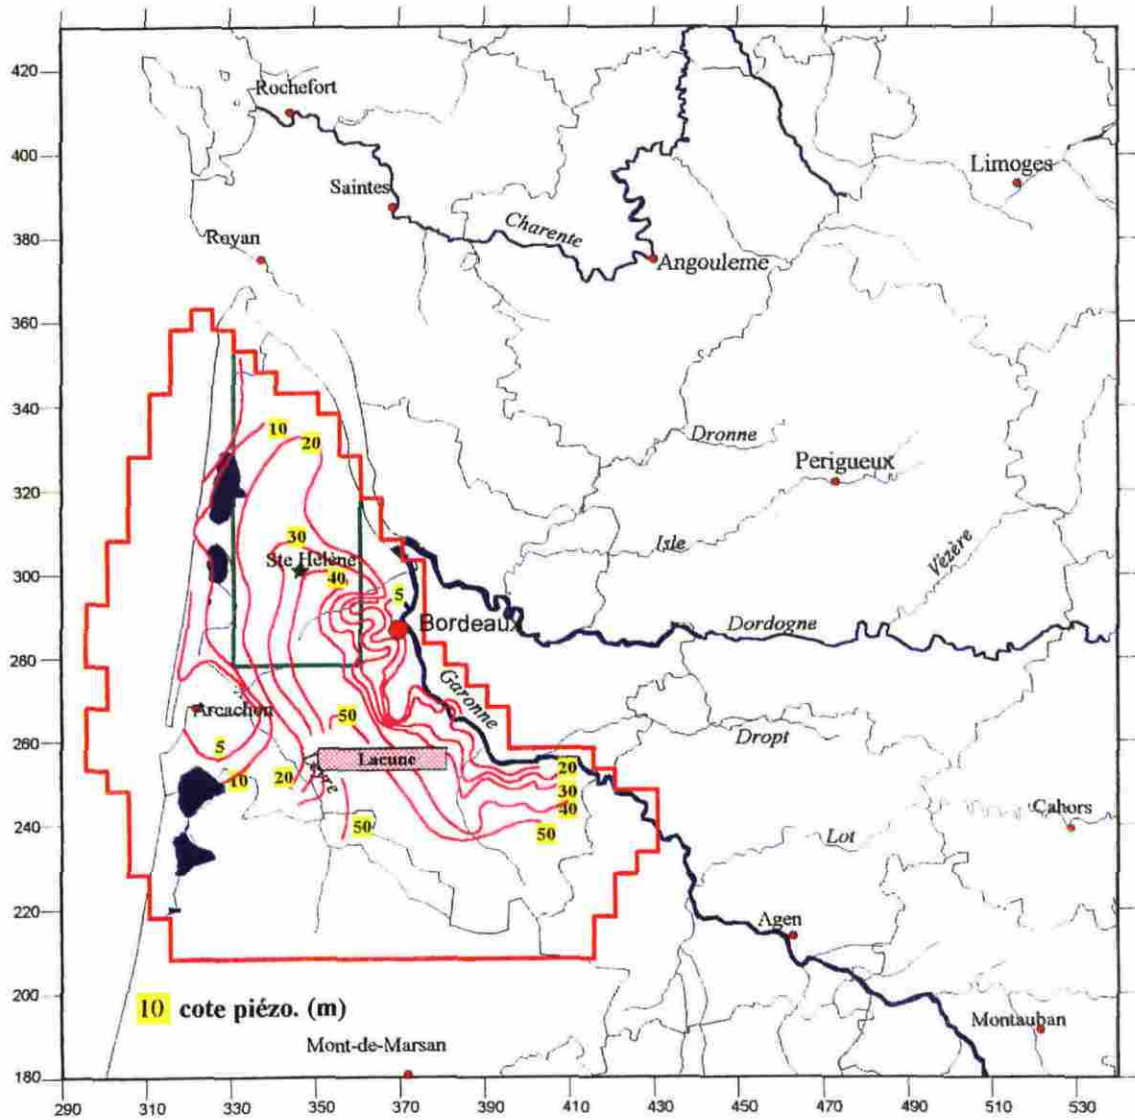 420
Rochefort
400
Limoges
Saintes
Charente
380
Royan
Angouleme
360
340
10
20
Dronne
Perigueux
320
30
Isle
Vézère
Ste Hélène
300
40
5
Bordeaux
Dordogne
280
Garonne
Arcachon
50
Dropt
260
5
Lacune
20
10
20
Leyre
30
40
Cahors
240
50
50
Lot
220
Agen
200
10 cote piézo. (m)
Montauban
Mont-de-Marsan
180
290 310 330 350 370 390 410 430 450 470 490 510 530